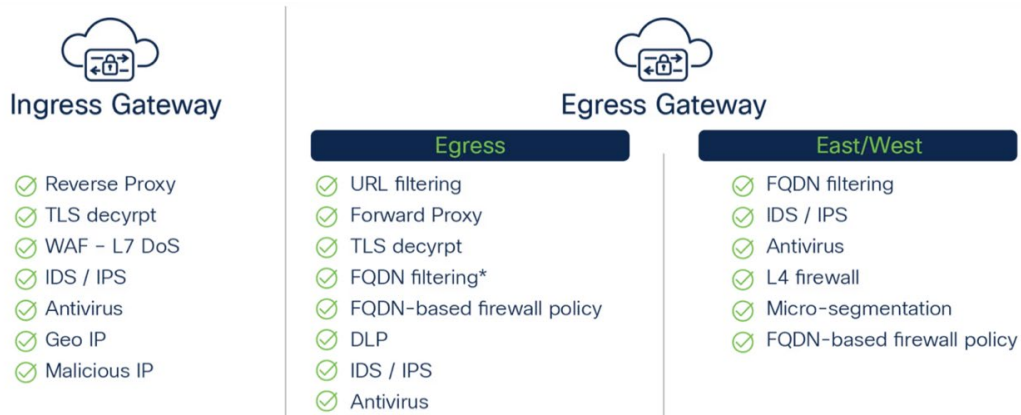 Ingress Gateway
Reverse Proxy
TLS decyrpt
WAF – L7 DoS
IDS / IPS
Antivirus
Geo IP
Malicious IP
Egress Gateway
Egress
URL filtering
Forward Proxy
TLS decyrpt
FQDN filtering*
FQDN-based firewall policy
DLP
IDS / IPS
Antivirus
East/West
FQDN filtering
IDS / IPS
Antivirus
L4 firewall
Micro-segmentation
FQDN-based firewall policy